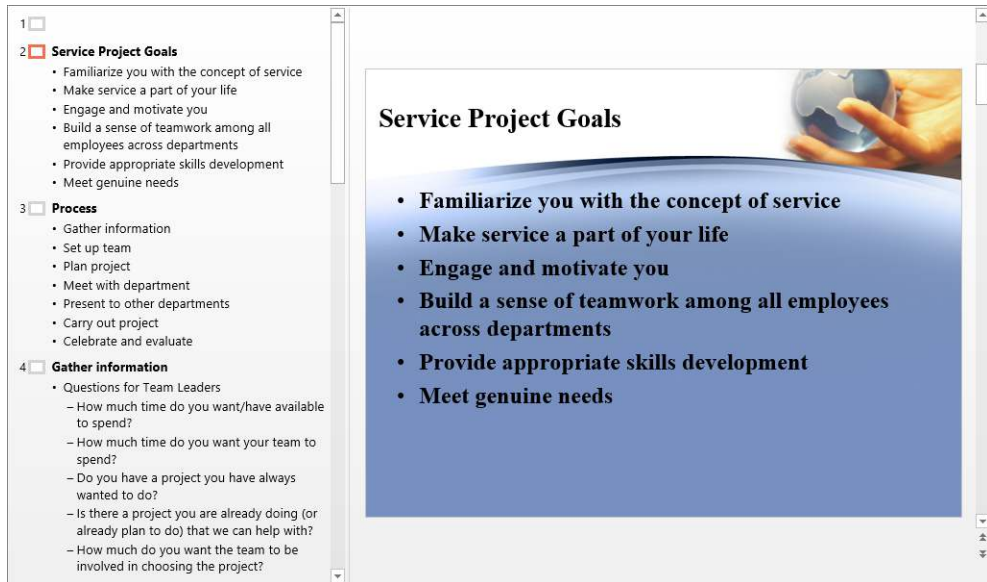 1
2 Service Project Goals
• Familiarize you with the concept of service
• Make service a part of your life
• Engage and motivate you
• Build a sense of teamwork among all
employees across departments
• Provide appropriate skills development
• Meet genuine needs
3 Process
• Gather information
• Set up team
• Plan project
• Meet with department
• Present to other departments
• Carry out project
• Celebrate and evaluate
4 Gather information
• Questions for Team Leaders
– How much time do you want/have available
to spend?
– How much time do you want your team to
spend?
– Do you have a project you have always
wanted to do?
– Is there a project you are already doing (or
already plan to do) that we can help with?
– How much do you want the team to be
involved in choosing the project?
Service Project Goals
• Familiarize you with the concept of service
• Make service a part of your life
• Engage and motivate you
• Build a sense of teamwork among all employees
across departments
• Provide appropriate skills development
• Meet genuine needs